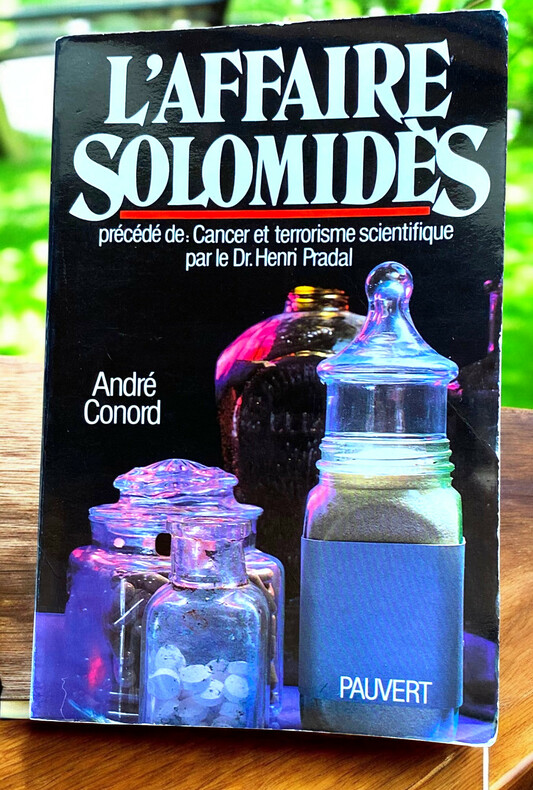 L'AFFAIRE
SOLOMIDÈS
précédé de: Cancer et terrorisme scientifique
par le Dr. Henri Pradal
André
Conord
PAUVERT